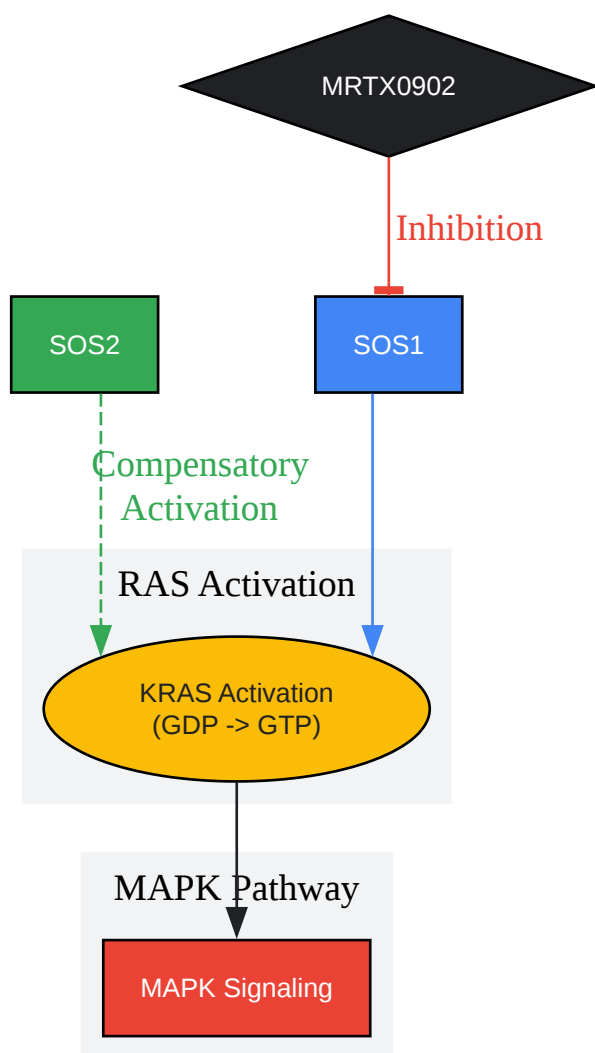 MRTX0902
Inhibition
SOS2
SOS1
Compensatory
Activation
RAS Activation
KRAS Activation
(GDP -> GTP)
MAPK Pathway
MAPK Signaling